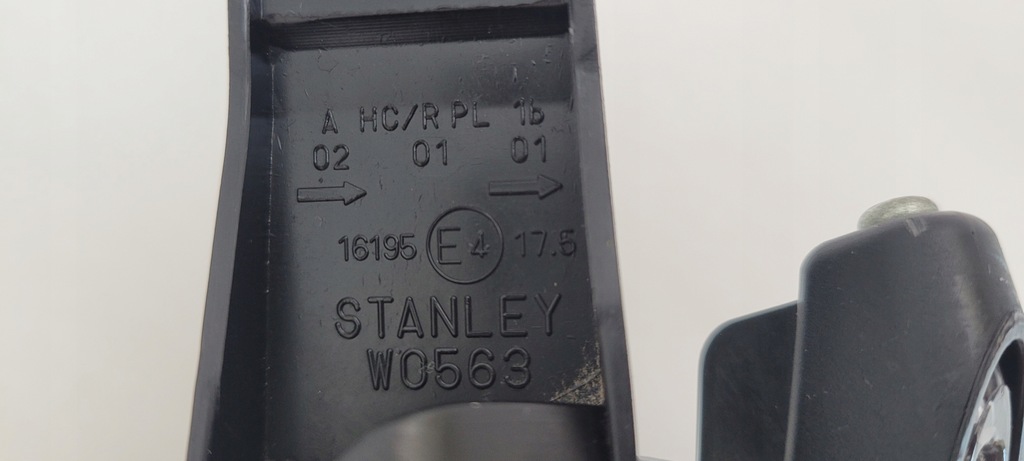 A HC/R PL 1b
02 01 01
16195 E4 17.5
STANLEY
W0563